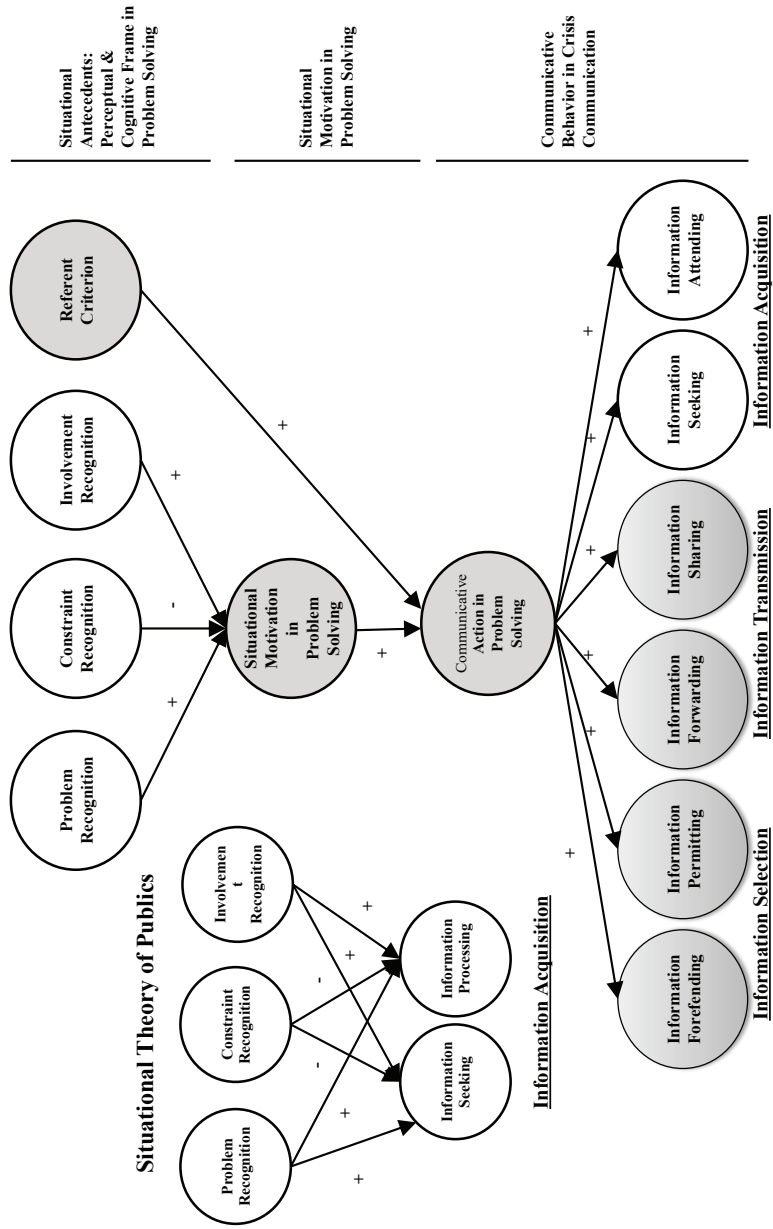 Situational Theory of Publics
Problem
Recognition
Constraint
Recognition
Involvemen
t
Recognition
+
+
-
-
+
+
Information
Seeking
Information
Processing
Information Acquisition
Problem
Recognition
Constraint
Recognition
Involvement
Recognition
Referent
Criterion
+
-
+
+
Situational
Motivation
in
Problem
Solving
+
Communicative
Action in
Problem
Solving
+
+
+
+
+
+
Information
Forefending
Information
Permitting
Information
Forwarding
Information
Sharing
Information
Seeking
Information
Attending
Information Selection
Information Transmission
Information Acquisition
Situational
Antecedents:
Perceptual &
Cognitive Frame in
Problem Solving
Situational
Motivation in
Problem Solving
Communicative
Behavior in Crisis
Communication